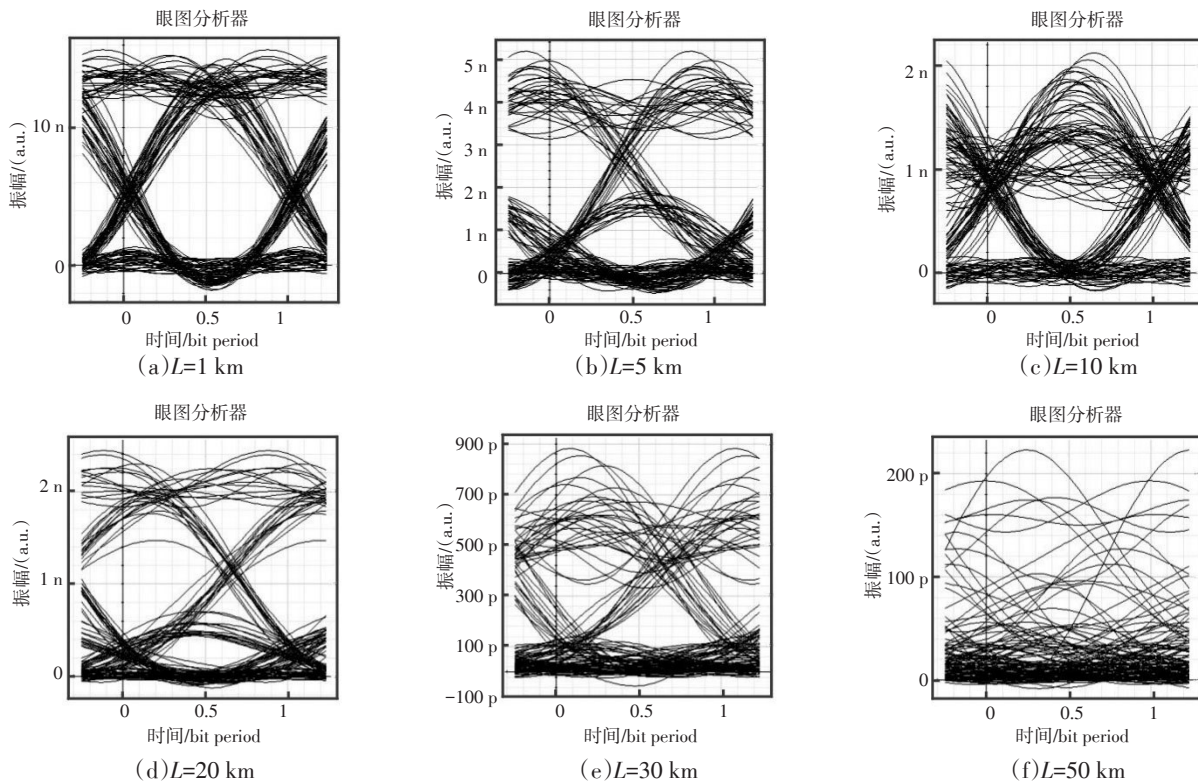 眼图分析器
振幅/(a.u.)
10 n
0
0
0.5
1
时间/bit period
(a)L=1 km
眼图分析器
振幅/(a.u.)
5 n
4 n
3 n
2 n
1 n
0
0
0.5
1
时间/bit period
(b)L=5 km
眼图分析器
振幅/(a.u.)
2 n
1 n
0
0
0.5
1
时间/bit period
(c)L=10 km
眼图分析器
振幅/(a.u.)
2 n
1 n
0
0
0.5
1
时间/bit period
(d)L=20 km
眼图分析器
振幅/(a.u.)
900 p
700 p
500 p
300 p
100 p
−100 p
0
0.5
1
时间/bit period
(e)L=30 km
眼图分析器
振幅/(a.u.)
200 p
100 p
0
0
0.5
1
时间/bit period
(f)L=50 km